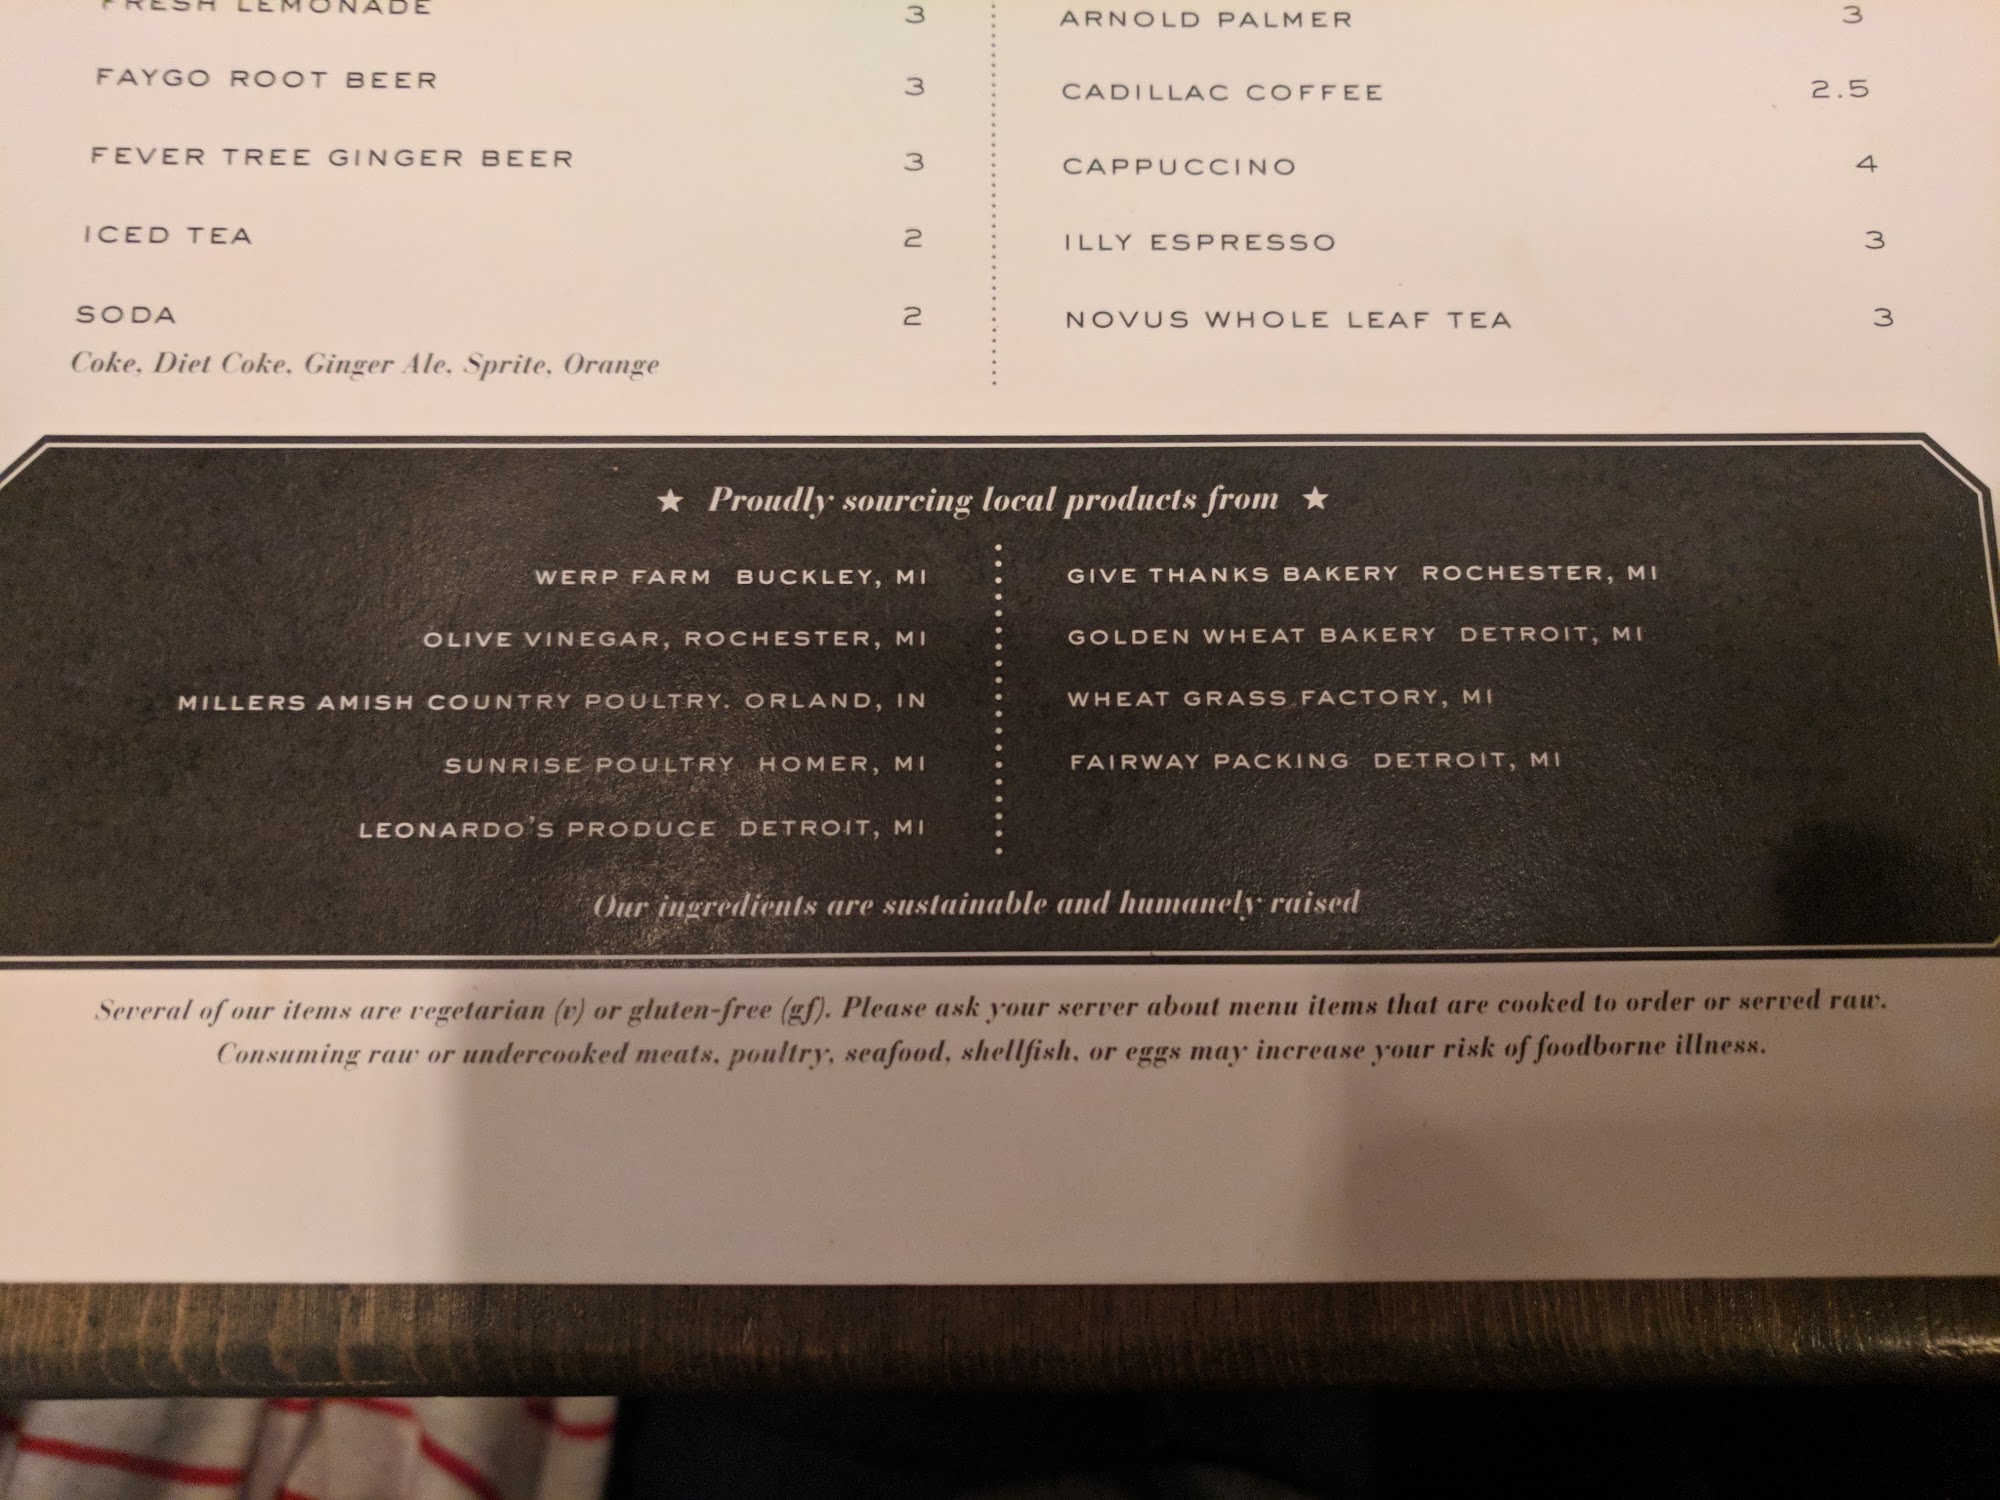 FRESH LEMONADE 3
FAYGO ROOT BEER 3
FEVER TREE GINGER BEER 3
ICED TEA 2
SODA 2
Coke, Diet Coke, Ginger Ale, Sprite, Orange
ARNOLD PALMER 3
CADILLAC COFFEE 2.5
CAPPUCCINO 4
ILLY ESPRESSO 3
NOVUS WHOLE LEAF TEA 3
★ Proudly sourcing local products from ★
WERP FARM BUCKLEY, MI
OLIVE VINEGAR, ROCHESTER, MI
MILLERS AMISH COUNTRY POULTRY. ORLAND, IN
SUNRISE POULTRY HOMER, MI
LEONARDO'S PRODUCE DETROIT, MI
GIVE THANKS BAKERY ROCHESTER, MI
GOLDEN WHEAT BAKERY DETROIT, MI
WHEAT GRASS FACTORY, MI
FAIRWAY PACKING DETROIT, MI
Our ingredients are sustainable and humanely raised
Several of our items are vegetarian (v) or gluten-free (gf). Please ask your server about menu items that are cooked to order or served raw.
Consuming raw or undercooked meats, poultry, seafood, shellfish, or eggs may increase your risk of foodborne illness.